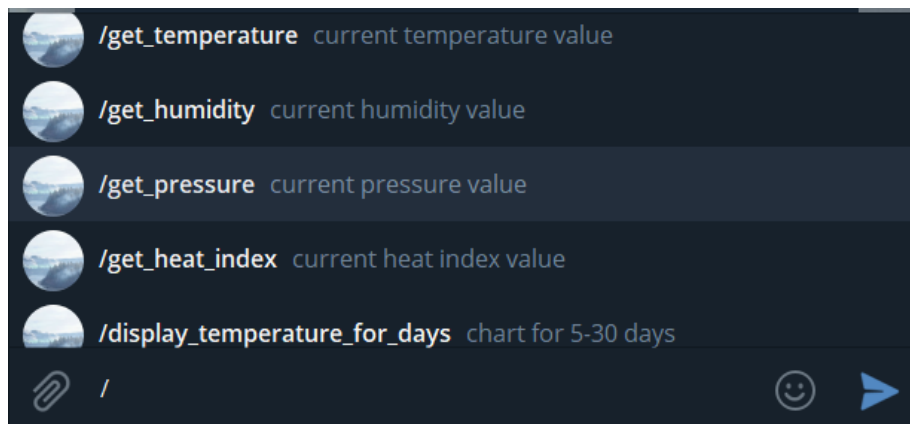 /get_temperature current temperature value
/get_humidity current humidity value
/get_pressure current pressure value
/get_heat_index current heat index value
/display_temperature_for_days chart for 5-30 days
/